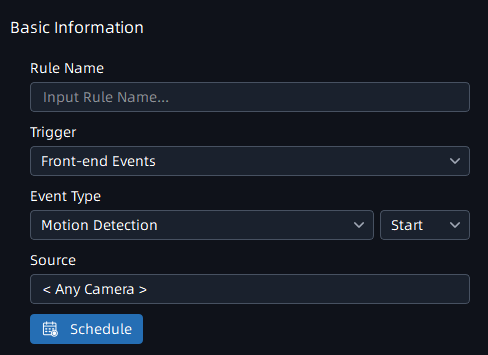 Basic Information
Rule Name
Input Rule Name...
Trigger
Front-end Events
Event Type
Motion Detection Start
Source
< Any Camera >
Schedule